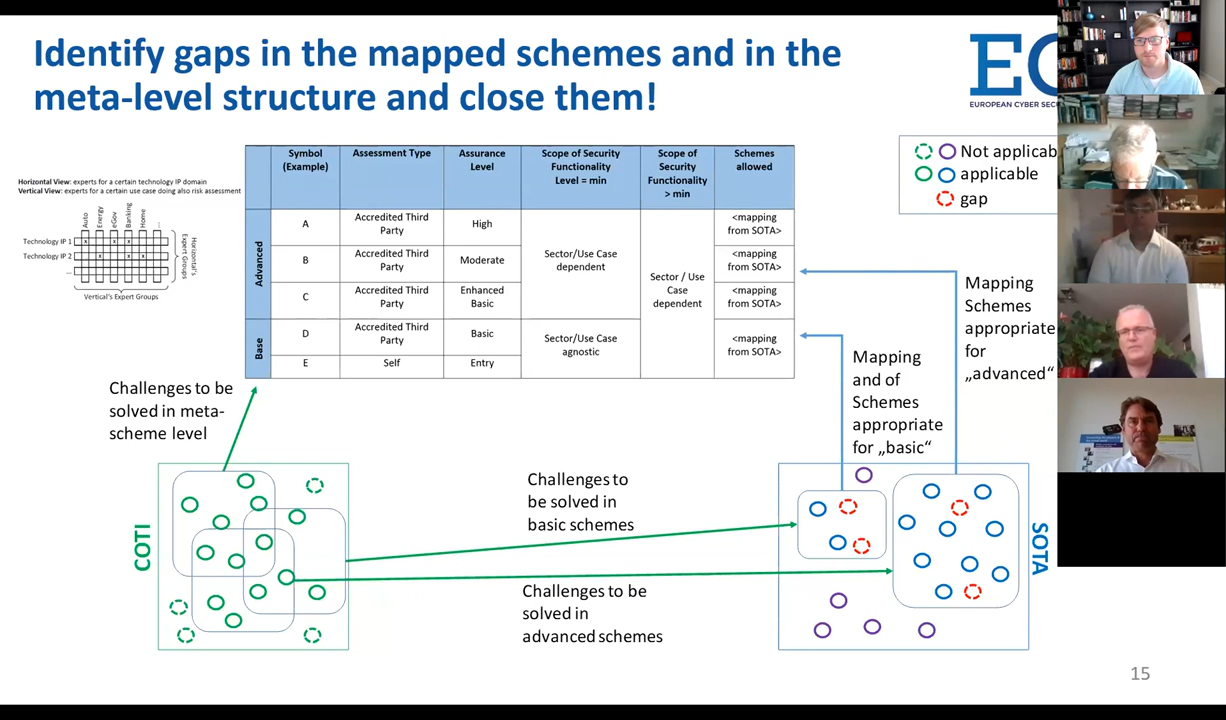 Identify gaps in the mapped schemes and in the
meta-level structure and close them!
EC
EUROPEAN CYBER SEC
Horizontal View: experts for a certain technology IP domain
Vertical View: experts for a certain use case doing also risk assessment
Auto
Energy
eGov
Banking
Home
...
Technology IP 1
x
x
x
Technology IP 2
x
x
x
...
Horizontal's
Expert Groups
Vertical's Expert Groups
Symbol
(Example)
Assessment Type
Assurance
Level
Scope of Security
Functionality
Level = min
Scope of
Security
Functionality
> min
Schemes
allowed
Advanced
A
Accredited Third
Party
High
Sector/Use Case
dependent
Sector / Use
Case
dependent
<mapping
from SOTA>
B
Accredited Third
Party
Moderate
<mapping
from SOTA>
C
Accredited Third
Party
Enhanced
Basic
<mapping
from SOTA>
Base
D
Accredited Third
Party
Basic
Sector/Use Case
agnostic
<mapping
from SOTA>
E
Self
Entry
Not applicab
applicable
gap
Mapping
Schemes
appropriate
for
„advanced“
Mapping
and of
Schemes
appropriate
for „basic“
Challenges to be
solved in meta-
scheme level
COTI
Challenges to
be solved in
basic schemes
Challenges to be
solved in
advanced schemes
SOTA
15